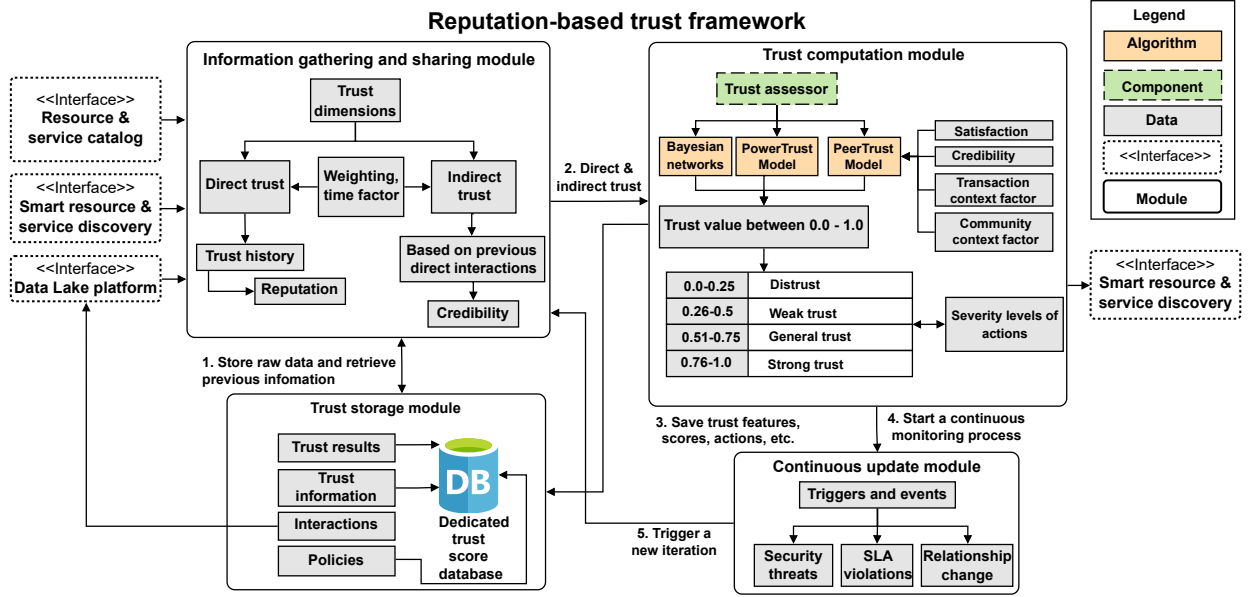 Reputation-based trust framework
Legend
Algorithm
Component
Data
<<Interface>>
Module
<<Interface>>
Resource &
service catalog
<<Interface>>
Smart resource &
service discovery
<<Interface>>
Data Lake platform
Information gathering and sharing module
Trust
dimensions
Direct trust
Weighting,
time factor
Indirect
trust
Trust history
Reputation
Based on previous
direct interactions
Credibility
2. Direct &
indirect trust
Trust computation module
Trust assessor
Bayesian
networks
PowerTrust
Model
PeerTrust
Model
Satisfaction
Credibility
Transaction
context factor
Community
context factor
Trust value between 0.0 - 1.0
0.0-0.25 Distrust
0.26-0.5 Weak trust
0.51-0.75 General trust
0.76-1.0 Strong trust
Severity levels of
actions
<<Interface>>
Smart resource &
service discovery
1. Store raw data and retrieve
previous infomation
Trust storage module
Trust results
Trust
information
Interactions
Policies
DB
Dedicated
trust
score
database
3. Save trust features,
scores, actions, etc.
4. Start a continuous
monitoring process
Continuous update module
Triggers and events
Security
threats
SLA
violations
Relationship
change
5. Trigger a
new iteration